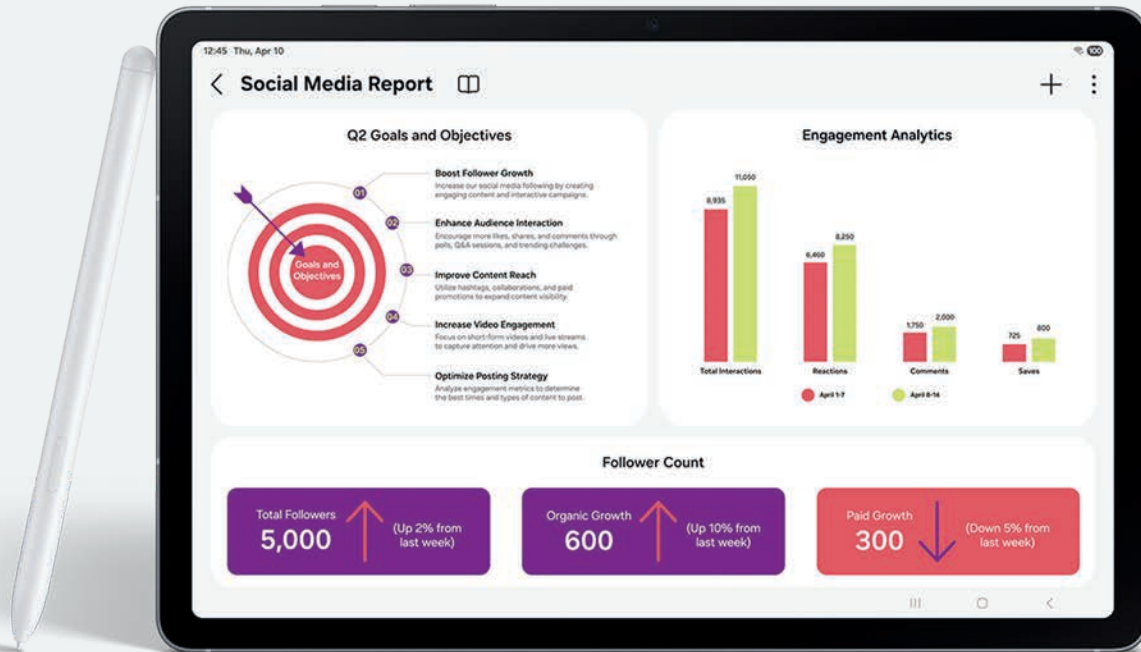 12:45 Thu, Apr 10
100
Social Media Report
Q2 Goals and Objectives
Goals and
Objectives
01
Boost Follower Growth
Increase our social media following by creating
engaging content and interactive campaigns.
02
Enhance Audience Interaction
Encourage more likes, shares, and comments through
polls, Q&A sessions, and trending challenges.
03
Improve Content Reach
Utilize hashtags, collaborations, and paid
promotions to expand content visibility.
04
Increase Video Engagement
Focus on short-form videos and live streams
to capture attention and drive more views.
05
Optimize Posting Strategy
Analyze engagement metrics to determine
the best times and types of content to post.
Engagement Analytics
8,935
11,050
6,460
8,250
1,750
2,000
725
800
Total Interactions
Reactions
Comments
Saves
April 1-7
April 8-14
Follower Count
Total Followers
5,000
(Up 2% from
last week)
Organic Growth
600
(Up 10% from
last week)
Paid Growth
300
(Down 5% from
last week)